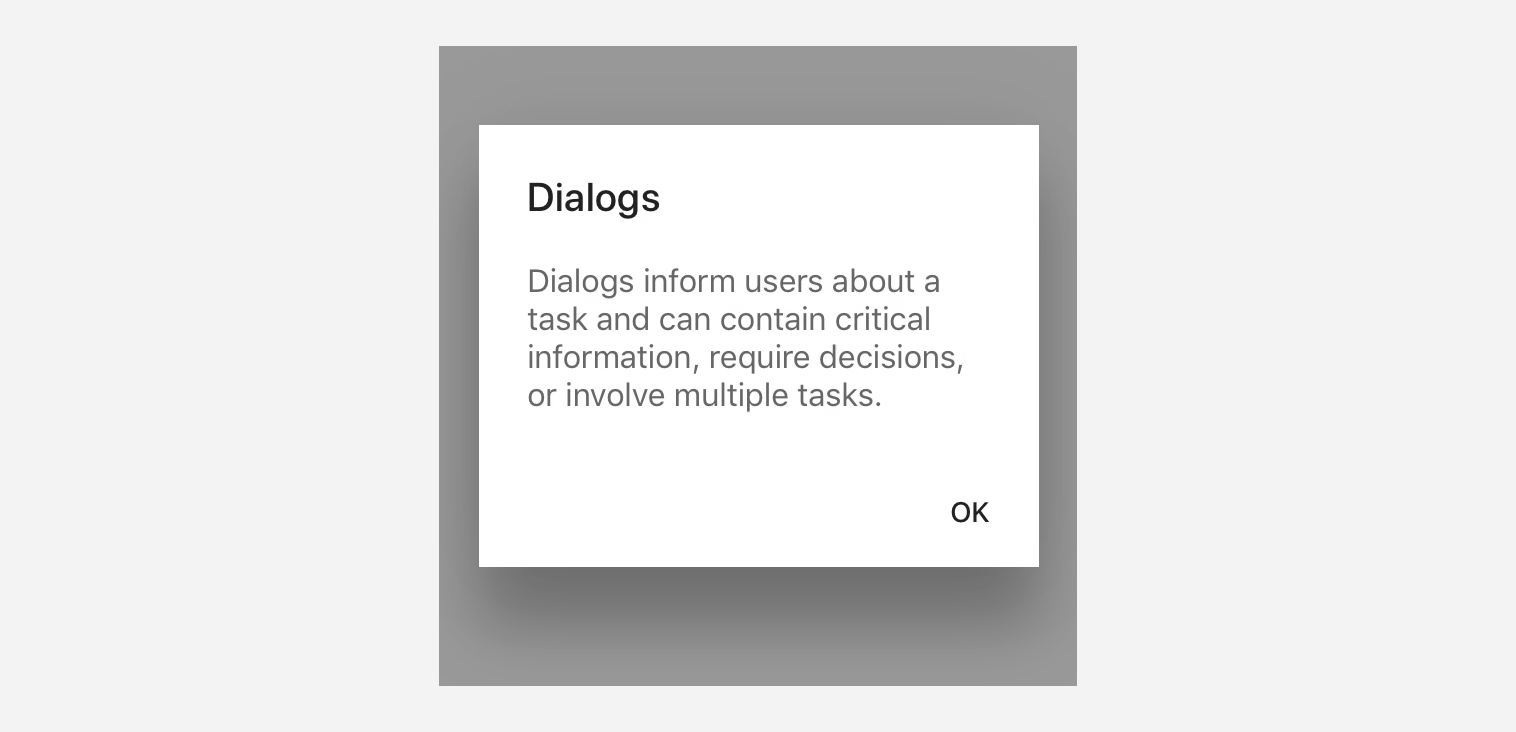 Dialogs
Dialogs inform users about a
task and can contain critical
information, require decisions,
or involve multiple tasks.
OK